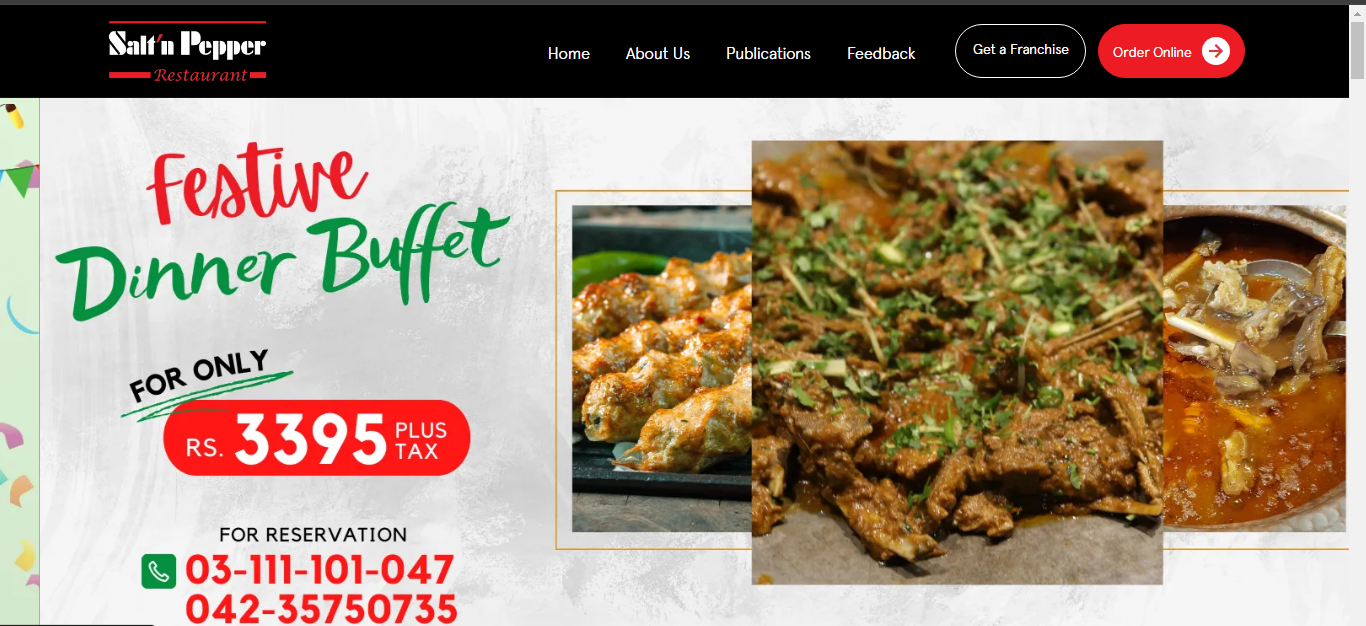 Salt'n Pepper
Restaurant
Home
About Us
Publications
Feedback
Get a Franchise
Order Online
Festive
Dinner Buffet
FOR ONLY
RS. 3395 PLUS TAX
FOR RESERVATION
03-111-101-047
042-35750735